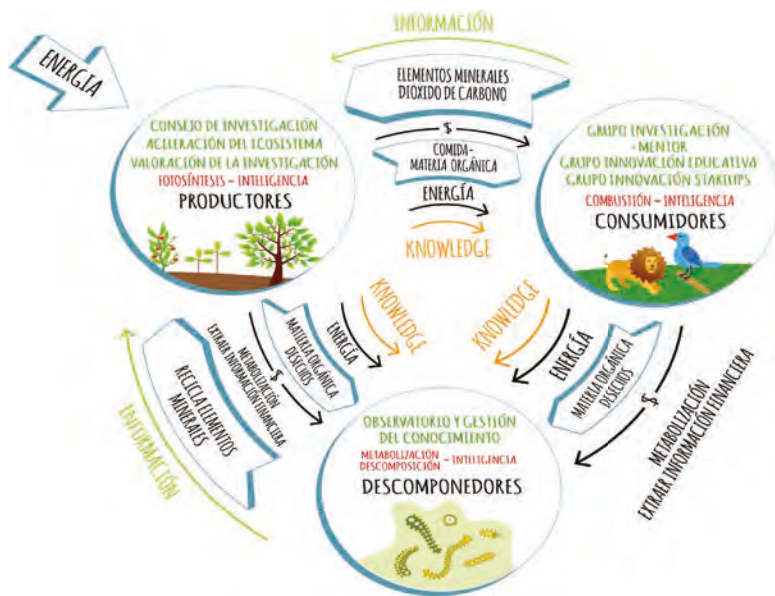 INFORMACIÓN
ENERGÍA
ELEMENTOS MINERALES
DIOXIDO DE CARBONO
$
COMIDA-
MATERIA ORGÁNICA
ENERGÍA
KNOWLEDGE
CONSEJO DE INVESTIGACIÓN
ACELERACIÓN DEL ECOSISTEMA
VALORACIÓN DE LA INVESTIGACIÓN
FOTOSÍNTESIS - INTELIGENCIA
PRODUCTORES
GRUPO INVESTIGACIÓN
+MENTOR
GRUPO INNOVACIÓN EDUCATIVA
GRUPO INNOVACIÓN STARTUPS
COMBUSTIÓN - INTELIGENCIA
CONSUMIDORES
KNOWLEDGE
ENERGÍA
MATERIA ORGÁNICA
DESECHOS
$
METABOLIZACIÓN
EXTRAER INFORMACIÓN FINANCIERA
RECICLA ELEMENTOS
MINERALES
INFORMACIÓN
KNOWLEDGE
ENERGÍA
MATERIA ORGÁNICA
DESECHOS
$
METABOLIZACIÓN
EXTRAER INFORMACIÓN FINANCIERA
OBSERVATORIO Y GESTIÓN
DEL CONOCIMIENTO
METABOLIZACIÓN
DESCOMPOSICIÓN - INTELIGENCIA
DESCOMPONEDORES